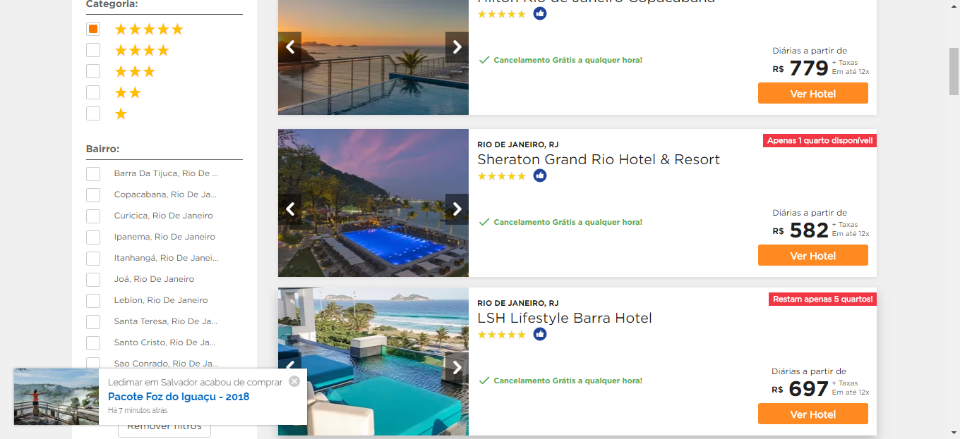 Categoria:
Bairro:
Barra Da Tijuca, Rio De ...
Copacabana, Rio De Ja...
Curicica, Rio De Janeiro
Ipanema, Rio De Janeiro
Itanhangá, Rio De Janei...
Joá, Rio De Janeiro
Leblon, Rio De Janeiro
Santa Teresa, Rio De Ja...
Santo Cristo, Rio De Ja...
Sao Conrado, Rio De Ja...
Remover filtros
Ledimar em Salvador acabou de comprar
Pacote Foz do Iguaçu - 2018
Há 7 minutos atrás
Hilton Rio de Janeiro Copacabana
Cancelamento Grátis a qualquer hora!
Diárias a partir de
R$ 779 + Taxas
Em até 12x
Ver Hotel
Apenas 1 quarto disponível!
RIO DE JANEIRO, RJ
Sheraton Grand Rio Hotel & Resort
Cancelamento Grátis a qualquer hora!
Diárias a partir de
R$ 582 + Taxas
Em até 12x
Ver Hotel
Restam apenas 5 quartos!
RIO DE JANEIRO, RJ
LSH Lifestyle Barra Hotel
Cancelamento Grátis a qualquer hora!
Diárias a partir de
R$ 697 + Taxas
Em até 12x
Ver Hotel